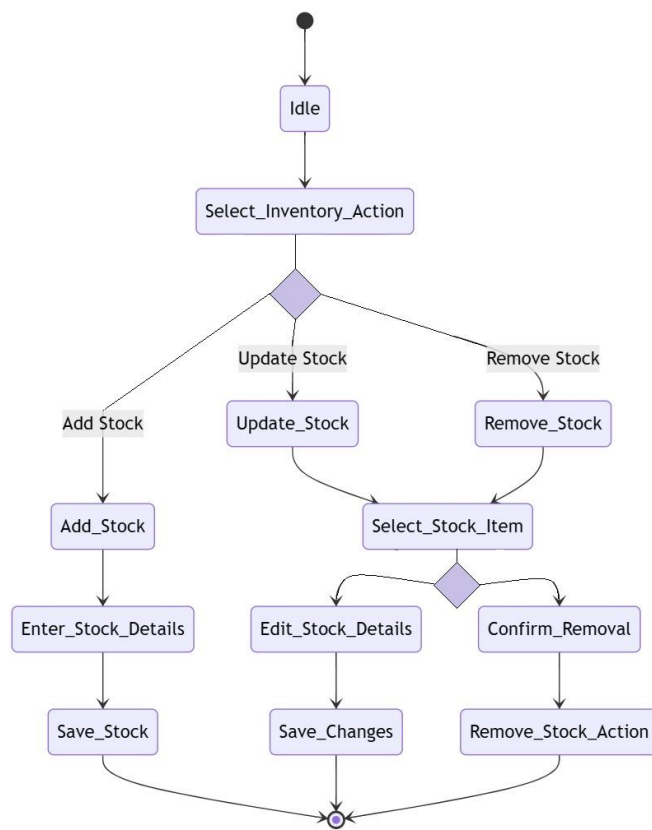 Idle
Select_Inventory_Action
Update Stock
Remove Stock
Add Stock
Update_Stock
Remove_Stock
Add_Stock
Select_Stock_Item
Enter_Stock_Details
Edit_Stock_Details
Confirm_Removal
Save_Stock
Save_Changes
Remove_Stock_Action